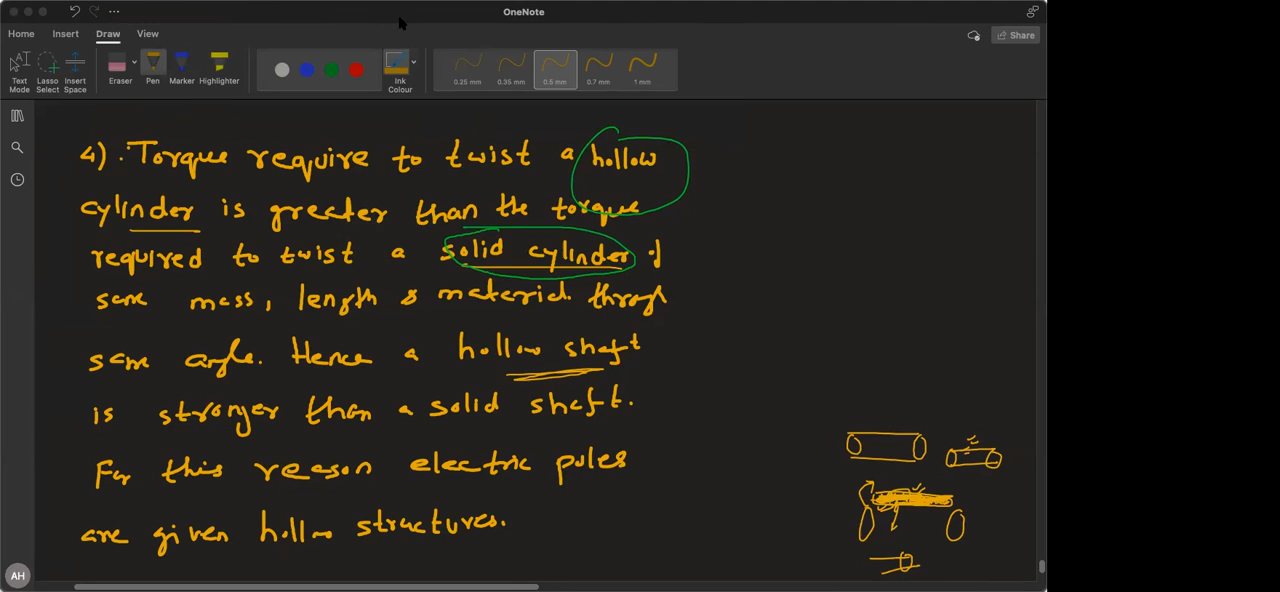 OneNote
Home Insert Draw View
Share
Text Mode
Lasso Select
Insert Space
Eraser
Pen
Marker
Highlighter
Ink Colour
0.25 mm
0.35 mm
0.5 mm
0.7 mm
1 mm
4). Torque require to twist a hollow
cylinder is greater than the torque
required to twist a solid cylinder of
same mass, length & material through
same angle. Hence a hollow shaft
is stronger than a solid shaft.
For this reason electric poles
are given hollow structures.
AH